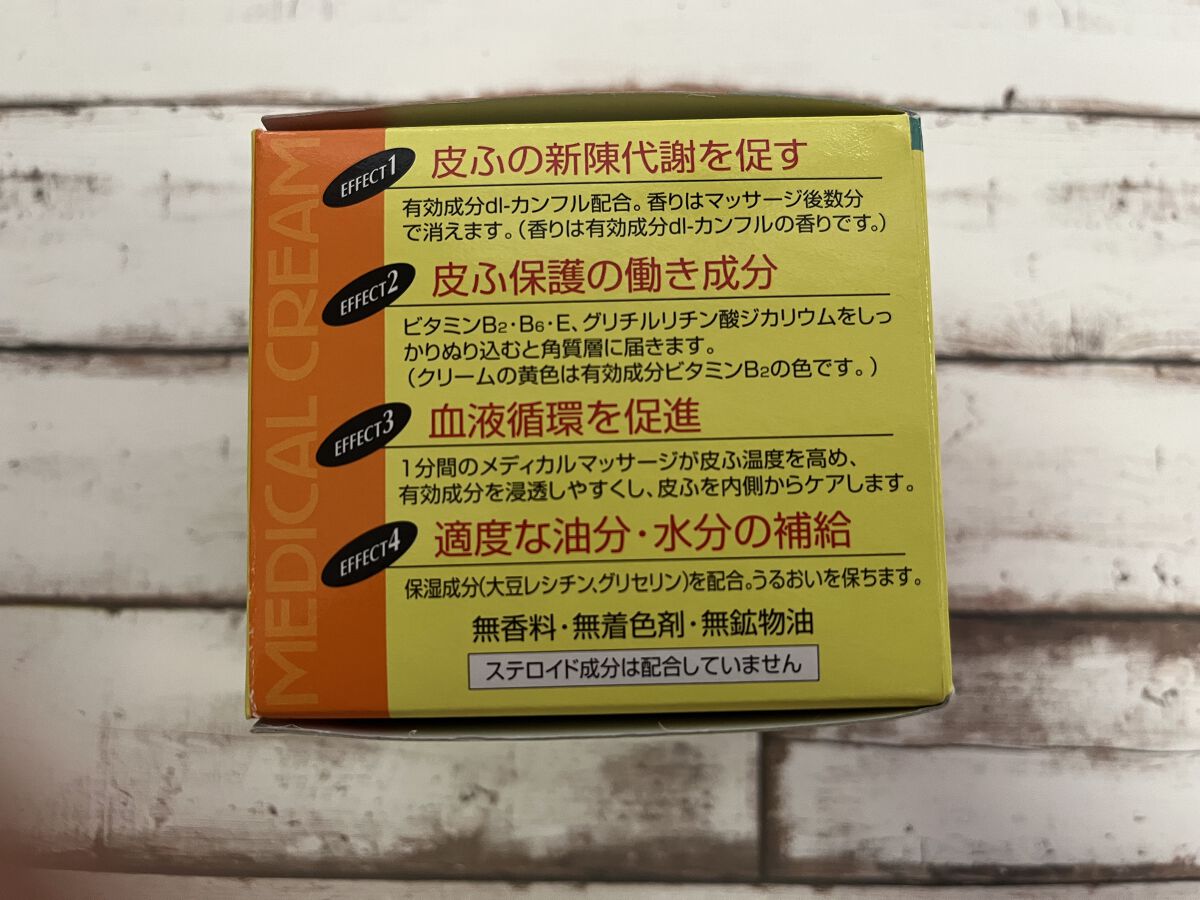 MEDICAL CREAM
EFFECT1 皮ふの新陳代謝を促す
有効成分dl-カンフル配合。香りはマッサージ後数分
で消えます。(香りは有効成分dl-カンフルの香りです。)
EFFECT2 皮ふ保護の働き成分
ビタミンB2・B6・E、グリチルリチン酸ジカリウムをしっ
かりぬり込むと角質層に届きます。
(クリームの黄色は有効成分ビタミンB2の色です。)
EFFECT3 血液循環を促進
1分間のメディカルマッサージが皮ふ温度を高め、
有効成分を浸透しやすくし、皮ふを内側からケアします。
EFFECT4 適度な油分・水分の補給
保湿成分(大豆レシチン、グリセリン)を配合。うるおいを保ちます。
無香料・無着色剤・無鉱物油
ステロイド成分は配合していません